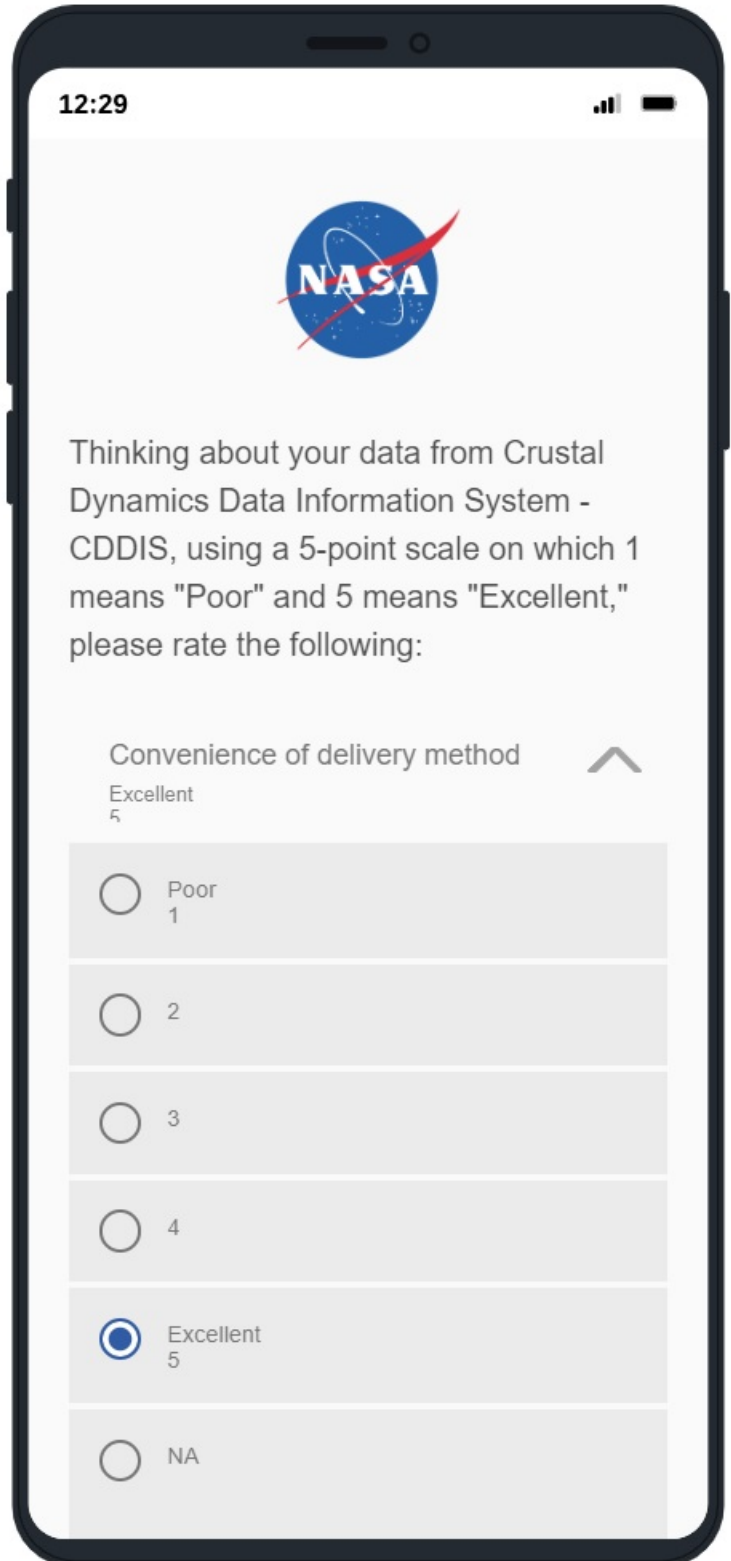 12:29
NASA
Thinking about your data from Crustal
Dynamics Data Information System -
CDDIS, using a 5-point scale on which 1
means "Poor" and 5 means "Excellent,"
please rate the following:
Convenience of delivery method
Excellent
5
Poor
1
2
3
4
Excellent
5
NA